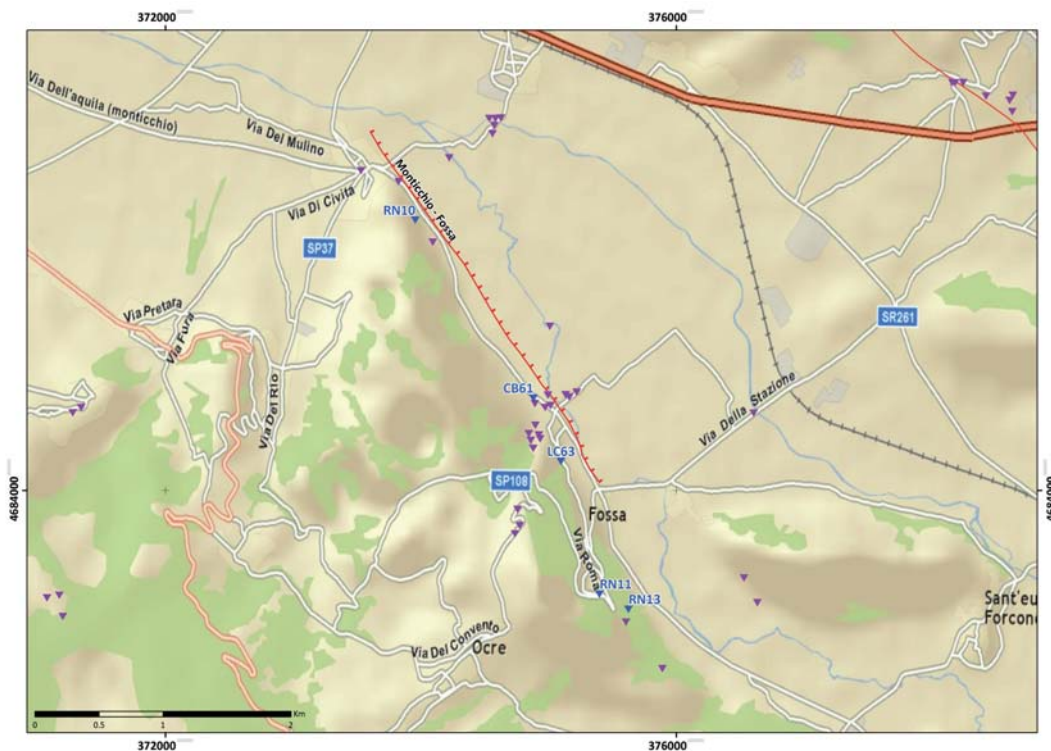 372000
376000
Via Dell'aquila (monticchio)
Via Del Mulino
Monticchio - Fossa
Via Di Civita
RN10
SP37
Via Pretara
Via Fura
SR261
CB61
Via Del Rio
Via Della Stazione
LC63
4684000
SP108
4684000
Fossa
Via Roma
RN11
RN13
Sant'eu
Forcone
Via Del Convento
Ocre
0
0.5
1
2
372000
376000